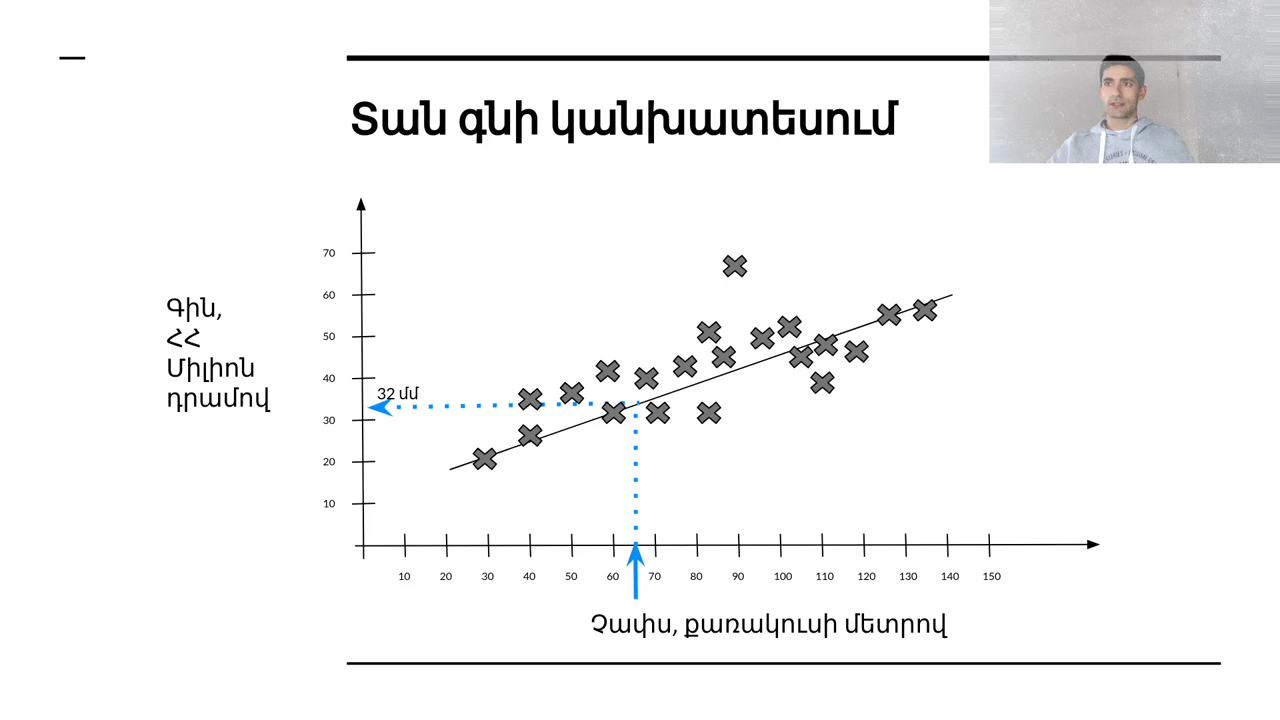 Տան գնի կանխատեսում
Գին,
ՀՀ
Միլիոն
դրամով
70
60
50
40
32 մմ
30
20
10
10 20 30 40 50 60 70 80 90 100 110 120 130 140 150
Չափս, քառակուսի մետրով